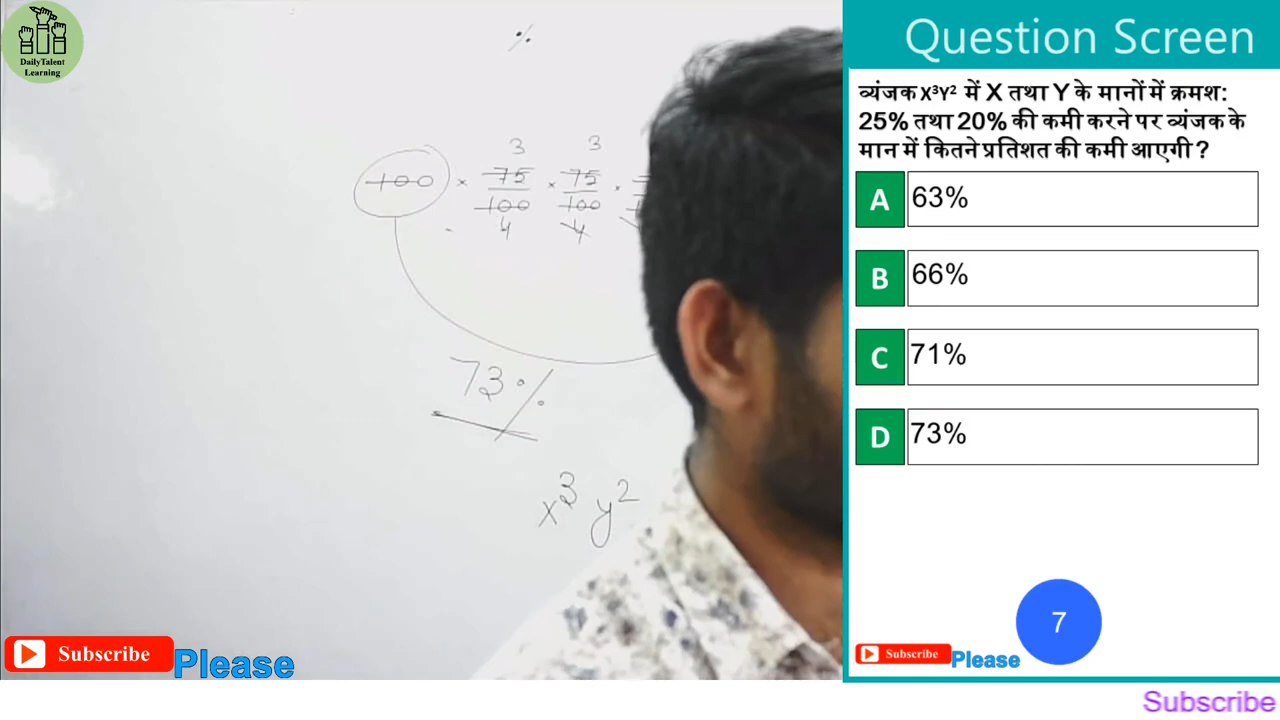 DailyTalent
Learning
%
3 3
100 × 75 × 75 ×
100 100
4 4
73%
x³ y²
Subscribe
Please
Question Screen
व्यंजक X³Y² में X तथा Y के मानों में क्रमश:
25% तथा 20% की कमी करने पर व्यंजक के
मान में कितने प्रतिशत की कमी आएगी ?
A 63%
B 66%
C 71%
D 73%
7
Subscribe
Please
Subscribe